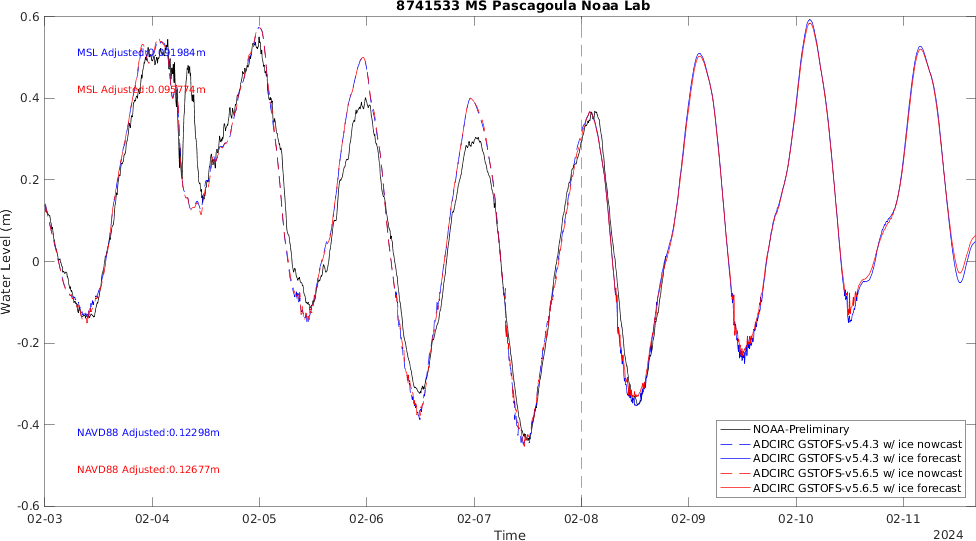 8741533 MS Pascagoula Noaa Lab
0.6
0.4
0.2
0
-0.2
-0.4
-0.6
Water Level (m)
MSL Adjusted:0.091984m
MSL Adjusted:0.095774m
NAVD88 Adjusted:0.12298m
NAVD88 Adjusted:0.12677m
NOAA-Preliminary
ADCIRC GSTOFS-v5.4.3 w/ ice nowcast
ADCIRC GSTOFS-v5.4.3 w/ ice forecast
ADCIRC GSTOFS-v5.6.5 w/ ice nowcast
ADCIRC GSTOFS-v5.6.5 w/ ice forecast
02-03 02-04 02-05 02-06 02-07 02-08 02-09 02-10 02-11
Time
2024